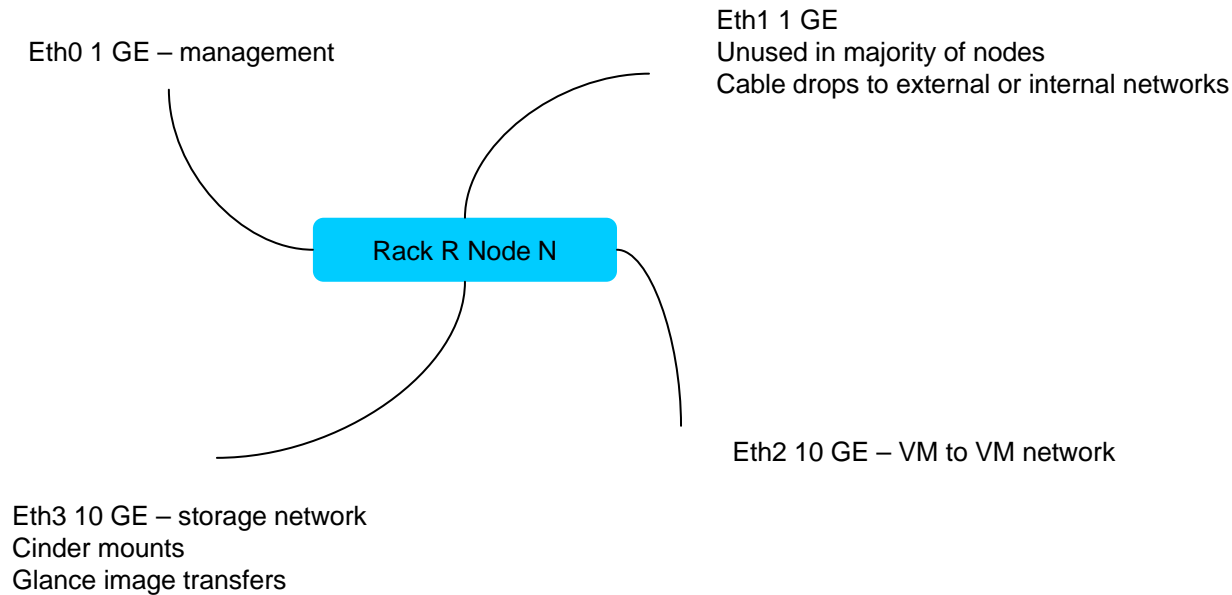 Eth0 1 GE – management
Eth1 1 GE
Unused in majority of nodes
Cable drops to external or internal networks
Rack R Node N
Eth2 10 GE – VM to VM network
Eth3 10 GE – storage network
Cinder mounts
Glance image transfers